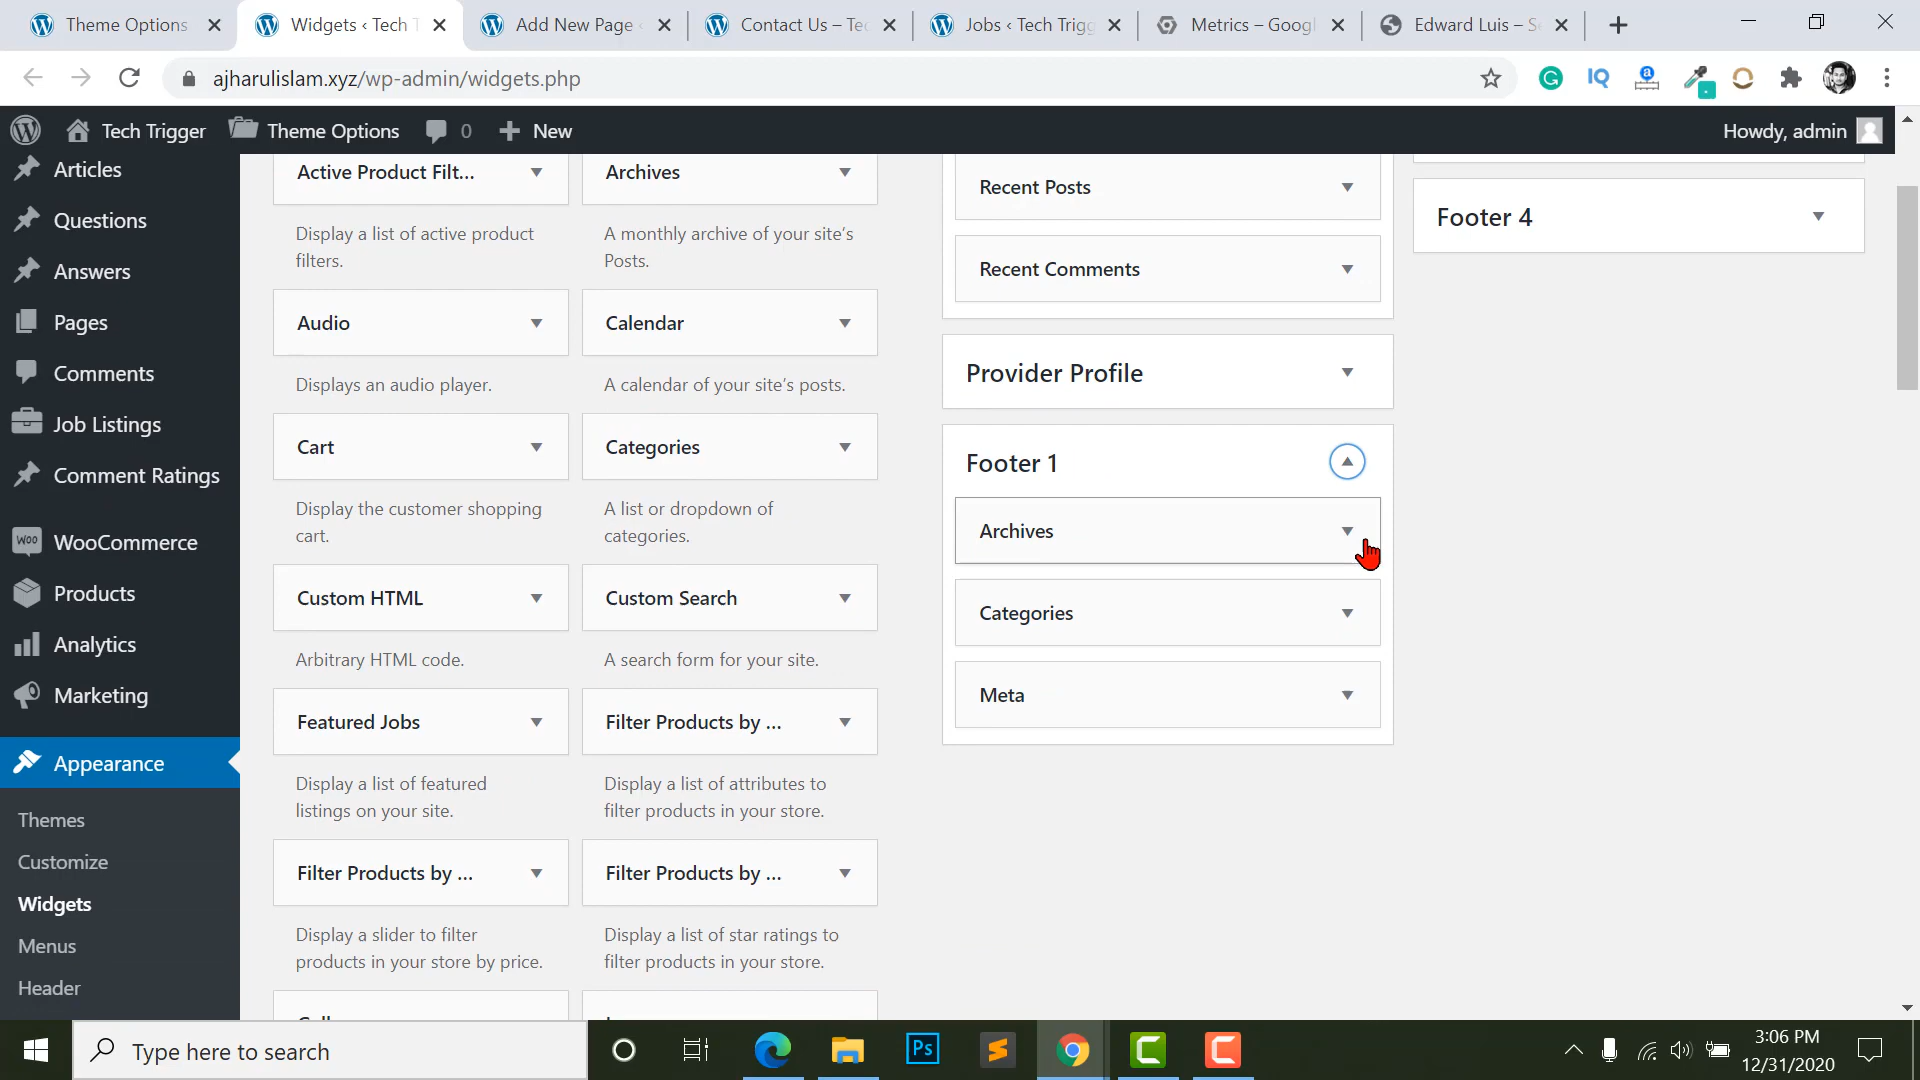 Theme Options
Widgets ‹ Tech T
Add New Page ‹
Contact Us – Tec
Jobs ‹ Tech Trigg
Metrics – Googl
Edward Luis – S
ajharulislam.xyz/wp-admin/widgets.php
Tech Trigger
Theme Options
0
New
Howdy, admin
Articles
Questions
Answers
Pages
Comments
Job Listings
Comment Ratings
WooCommerce
Products
Analytics
Marketing
Appearance
Themes
Customize
Widgets
Menus
Header
Active Product Filt...
Display a list of active product
filters.
Archives
A monthly archive of your site's
Posts.
Audio
Displays an audio player.
Calendar
A calendar of your site's posts.
Cart
Display the customer shopping
cart.
Categories
A list or dropdown of
categories.
Custom HTML
Arbitrary HTML code.
Custom Search
A search form for your site.
Featured Jobs
Display a list of featured
listings on your site.
Filter Products by ...
Display a list of attributes to
filter products in your store.
Filter Products by ...
Display a slider to filter
products in your store by price.
Filter Products by ...
Display a list of star ratings to
filter products in your store.
Recent Posts
Recent Comments
Provider Profile
Footer 1
Archives
Categories
Meta
Footer 4
Type here to search
Ps
3:06 PM
12/31/2020